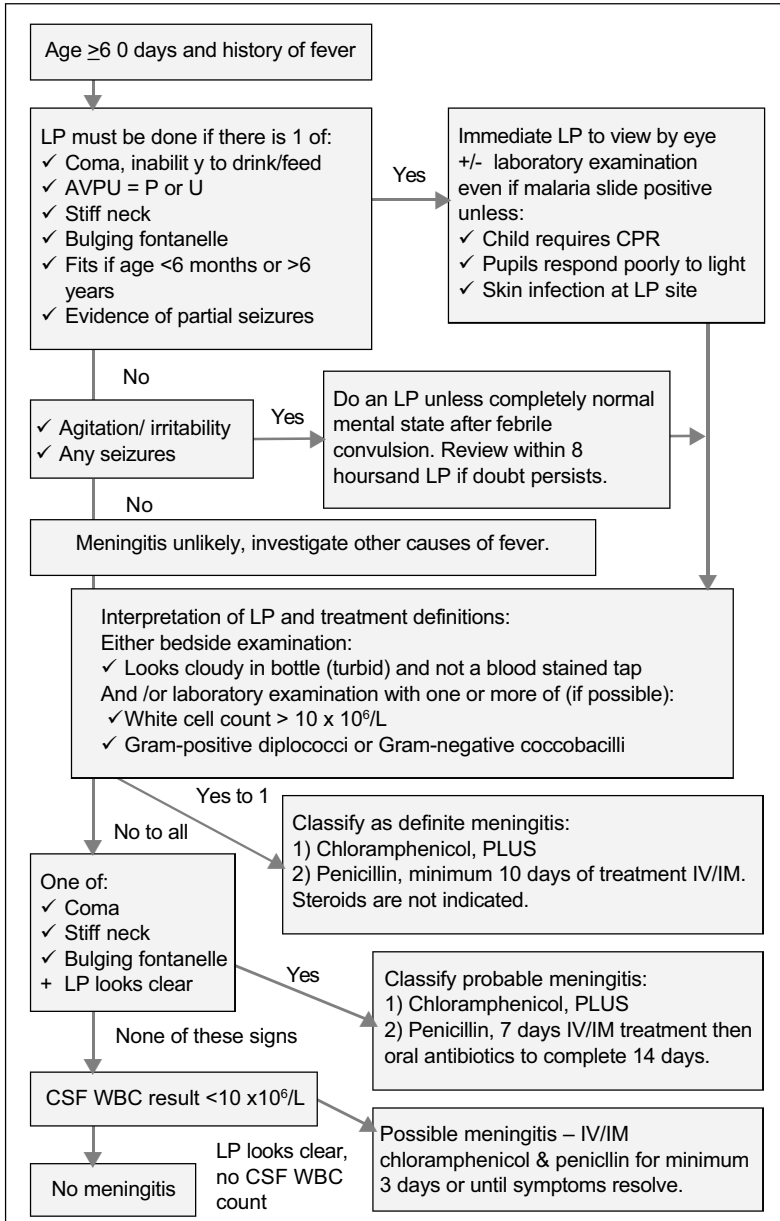 Age ≥6 0 days and history of fever
LP must be done if there is 1 of:
✓ Coma, inabilit y to drink/feed
✓ AVPU = P or U
✓ Stiff neck
✓ Bulging fontanelle
✓ Fits if age <6 months or >6
years
✓ Evidence of partial seizures
Yes
Immediate LP to view by eye
+/- laboratory examination
even if malaria slide positive
unless:
✓ Child requires CPR
✓ Pupils respond poorly to light
✓ Skin infection at LP site
No
✓ Agitation/ irritability
✓ Any seizures
Yes
Do an LP unless completely normal
mental state after febrile
convulsion. Review within 8
hoursand LP if doubt persists.
No
Meningitis unlikely, investigate other causes of fever.
Interpretation of LP and treatment definitions:
Either bedside examination:
✓ Looks cloudy in bottle (turbid) and not a blood stained tap
And /or laboratory examination with one or more of (if possible):
✓White cell count > 10 x 10⁶/L
✓ Gram-positive diplococci or Gram-negative coccobacilli
Yes to 1
No to all
Classify as definite meningitis:
1) Chloramphenicol, PLUS
2) Penicillin, minimum 10 days of treatment IV/IM.
Steroids are not indicated.
One of:
✓ Coma
✓ Stiff neck
✓ Bulging fontanelle
+ LP looks clear
Yes
Classify probable meningitis:
1) Chloramphenicol, PLUS
2) Penicillin, 7 days IV/IM treatment then
oral antibiotics to complete 14 days.
None of these signs
CSF WBC result <10 x10⁶/L
LP looks clear,
no CSF WBC
count
Possible meningitis – IV/IM
chloramphenicol & penicllin for minimum
3 days or until symptoms resolve.
No meningitis